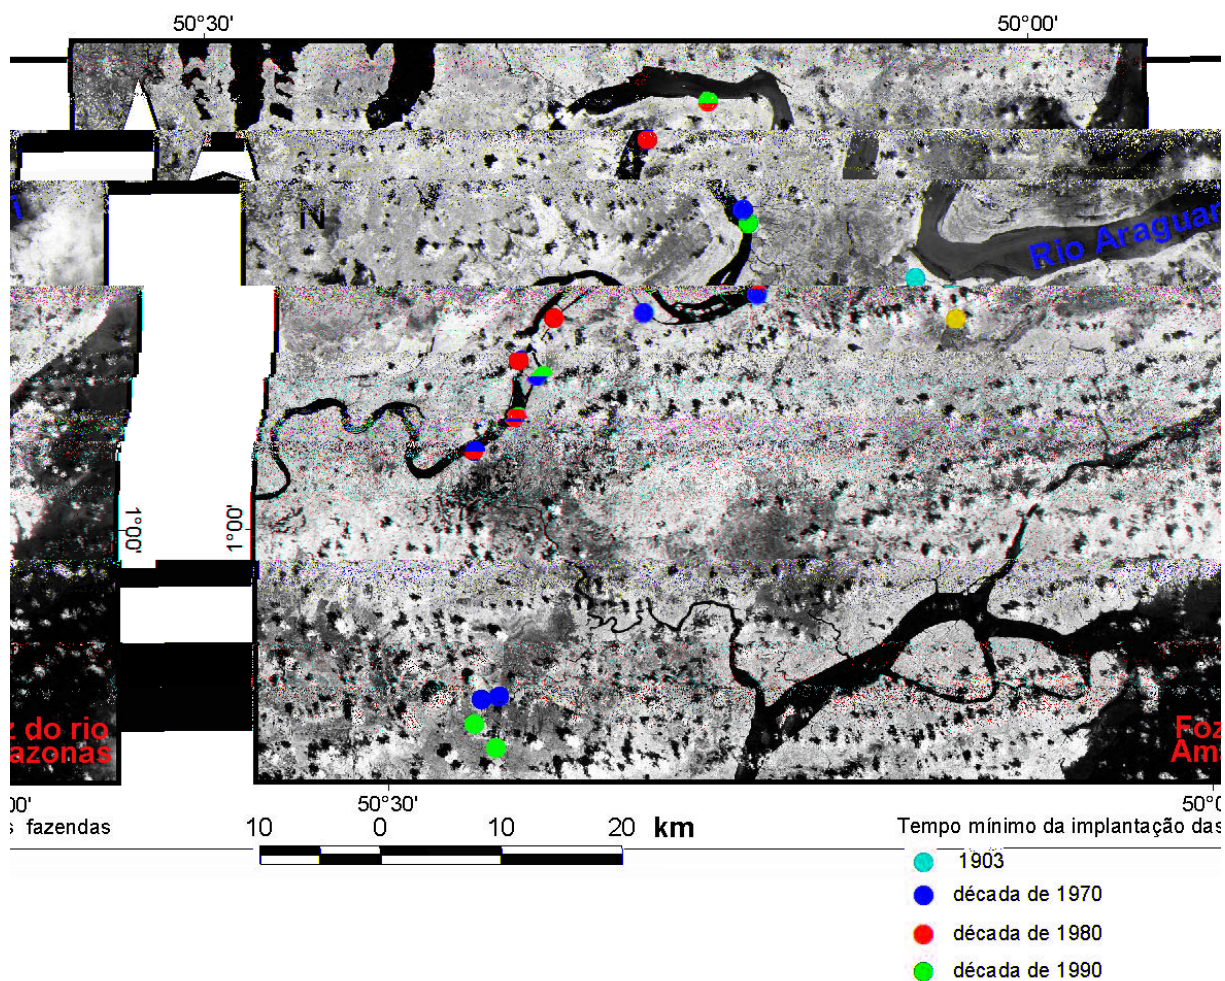 50°30' 50°00'
i
N
Rio Araguar
1°00'
1°00'
z do rio
azonas
Foz
Ama
00' 50°30' 50°0
s fazendas
10 0 10 20 km
Tempo mínimo da implantação das
1903
década de 1970
década de 1980
década de 1990